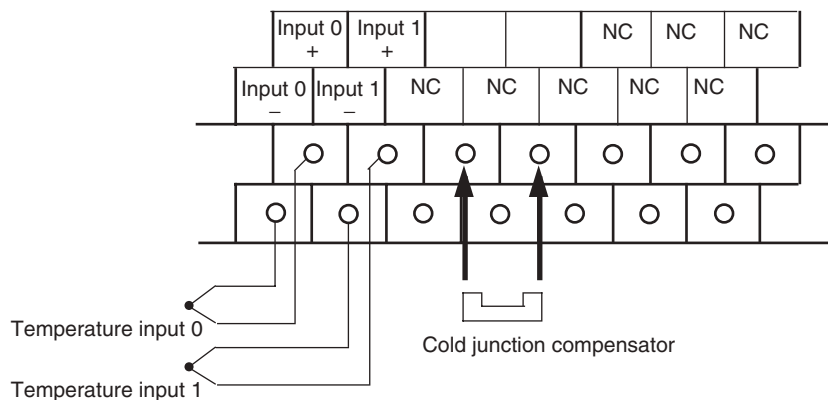 Input 0 + Input 1 + NC NC NC
Input 0 – Input 1 – NC NC NC NC NC
Temperature input 0
Cold junction compensator
Temperature input 1